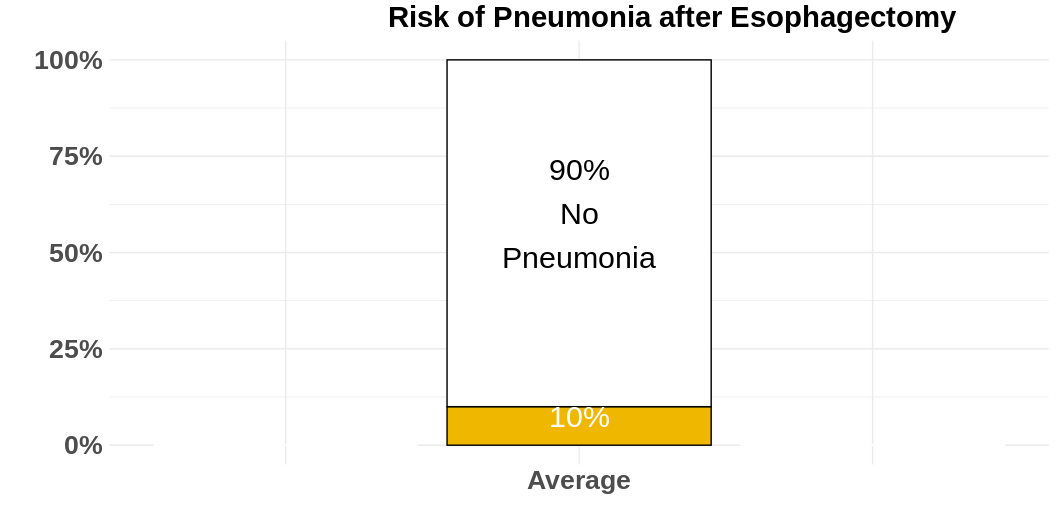 Risk of Pneumonia after Esophagectomy
100%
75%
50%
25%
0%
90%
No
Pneumonia
10%
Average